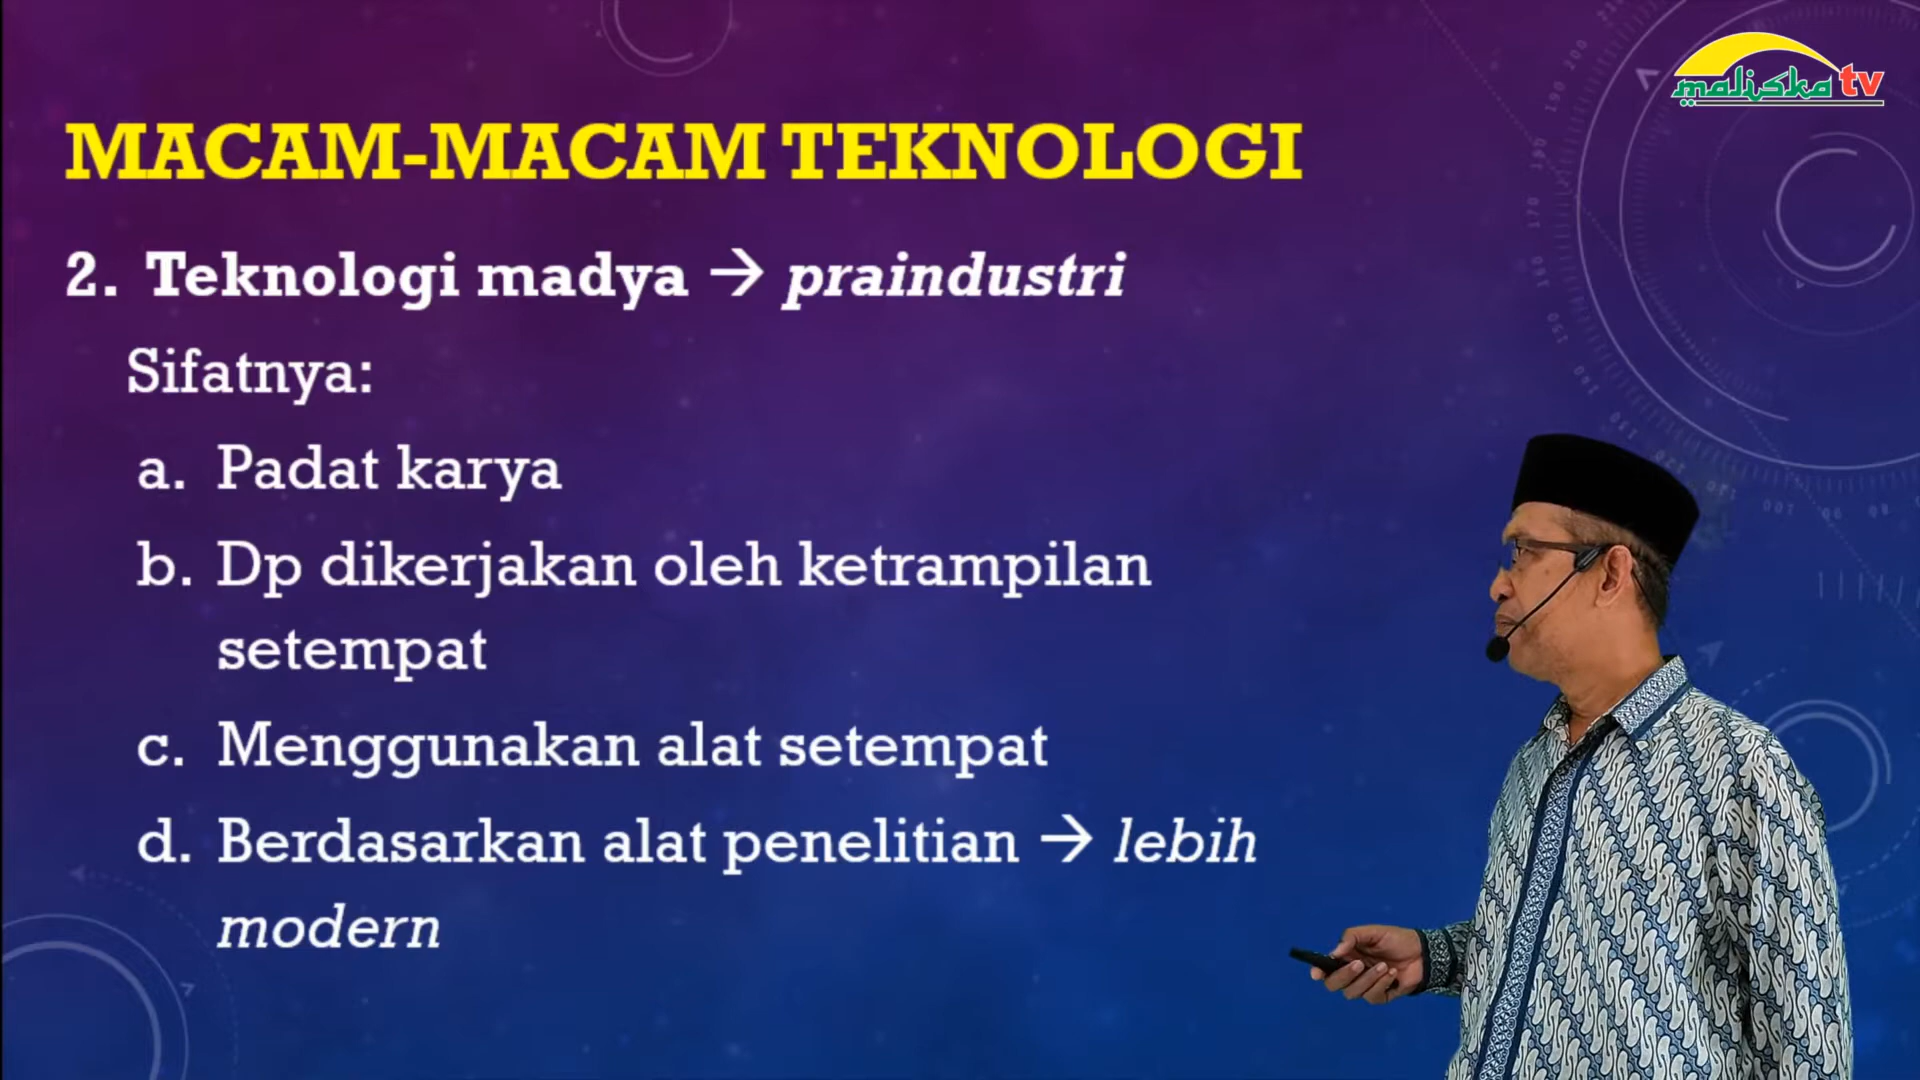 maliska tv
MACAM-MACAM TEKNOLOGI
2. Teknologi madya → praindustri
Sifatnya:
a. Padat karya
b. Dp dikerjakan oleh ketrampilan
setempat
c. Menggunakan alat setempat
d. Berdasarkan alat penelitian → lebih
modern